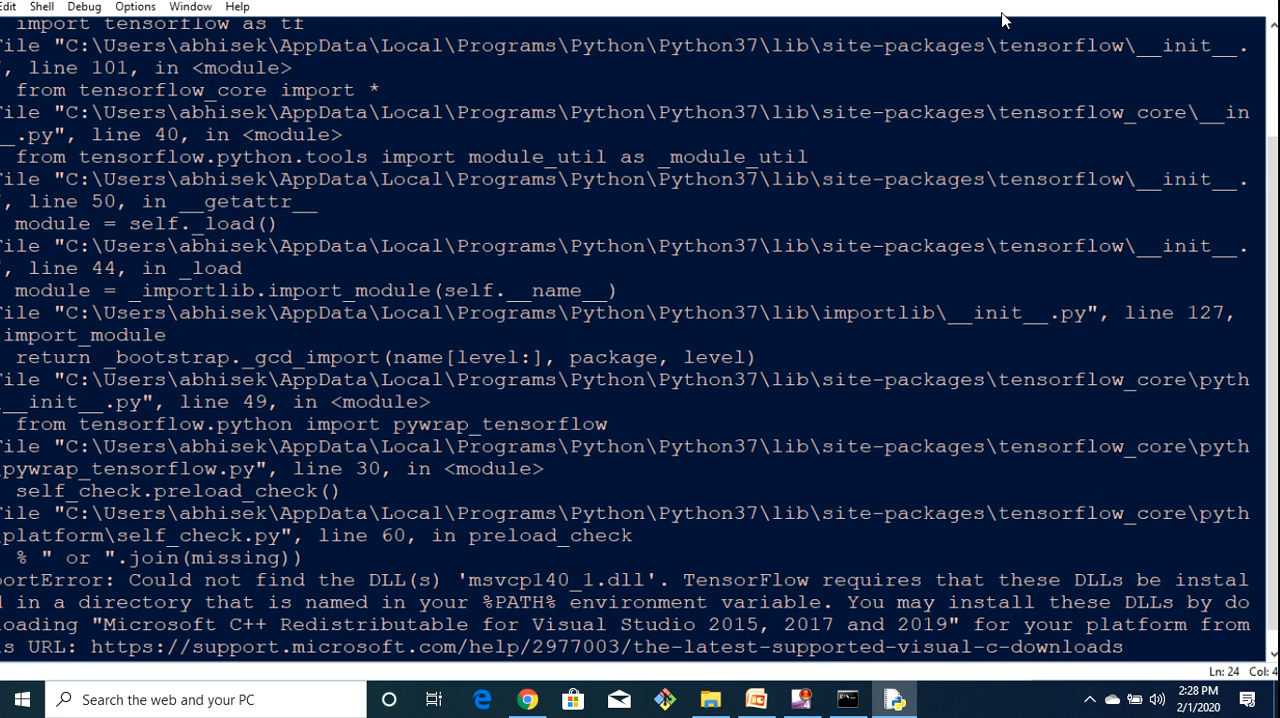 Edit Shell Debug Options Window Help
import tensorflow as tf
File "C:\Users\abhisek\AppData\Local\Programs\Python\Python37\lib\site-packages\tensorflow\__init__.
", line 101, in <module>
from tensorflow_core import *
File "C:\Users\abhisek\AppData\Local\Programs\Python\Python37\lib\site-packages\tensorflow_core\__in
__.py", line 40, in <module>
from tensorflow.python.tools import module_util as _module_util
File "C:\Users\abhisek\AppData\Local\Programs\Python\Python37\lib\site-packages\tensorflow\__init__.
", line 50, in __getattr__
module = self._load()
File "C:\Users\abhisek\AppData\Local\Programs\Python\Python37\lib\site-packages\tensorflow\__init__.
", line 44, in _load
module = _importlib.import_module(self.__name__)
File "C:\Users\abhisek\AppData\Local\Programs\Python\Python37\lib\importlib\__init__.py", line 127,
import_module
return _bootstrap._gcd_import(name[level:], package, level)
File "C:\Users\abhisek\AppData\Local\Programs\Python\Python37\lib\site-packages\tensorflow_core\pyth
__init__.py", line 49, in <module>
from tensorflow.python import pywrap_tensorflow
File "C:\Users\abhisek\AppData\Local\Programs\Python\Python37\lib\site-packages\tensorflow_core\pyth
pywrap_tensorflow.py", line 30, in <module>
self_check.preload_check()
File "C:\Users\abhisek\AppData\Local\Programs\Python\Python37\lib\site-packages\tensorflow_core\pyth
platform\self_check.py", line 60, in preload_check
% " or ".join(missing))
portError: Could not find the DLL(s) 'msvcp140_1.dll'. TensorFlow requires that these DLLs be instal
d in a directory that is named in your %PATH% environment variable. You may install these DLLs by do
loading "Microsoft C++ Redistributable for Visual Studio 2015, 2017 and 2019" for your platform from
s URL: https://support.microsoft.com/help/2977003/the-latest-supported-visual-c-downloads
Ln: 24 Col: 4
Search the web and your PC
2:28 PM
2/1/2020